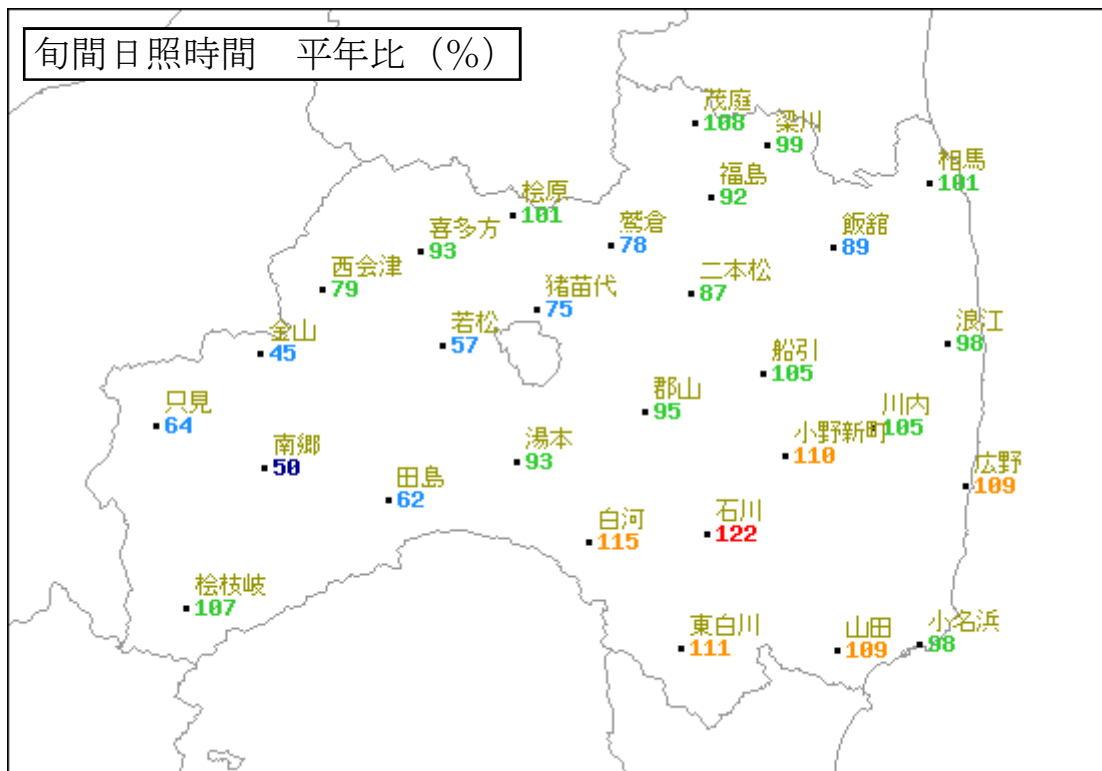 旬間日照時間　平年比（％）
茂庭
108
梁川
99
相馬
101
福島
92
桧原
101
鷲倉
78
飯舘
89
喜多方
93
西会津
79
二本松
87
猪苗代
75
金山
45
若松
57
浪江
98
船引
105
郡山
95
只見
64
川内
105
小野新町
110
南郷
50
湯本
93
広野
109
田島
62
白河
115
石川
122
桧枝岐
107
東白川
111
山田
109
小名浜
98